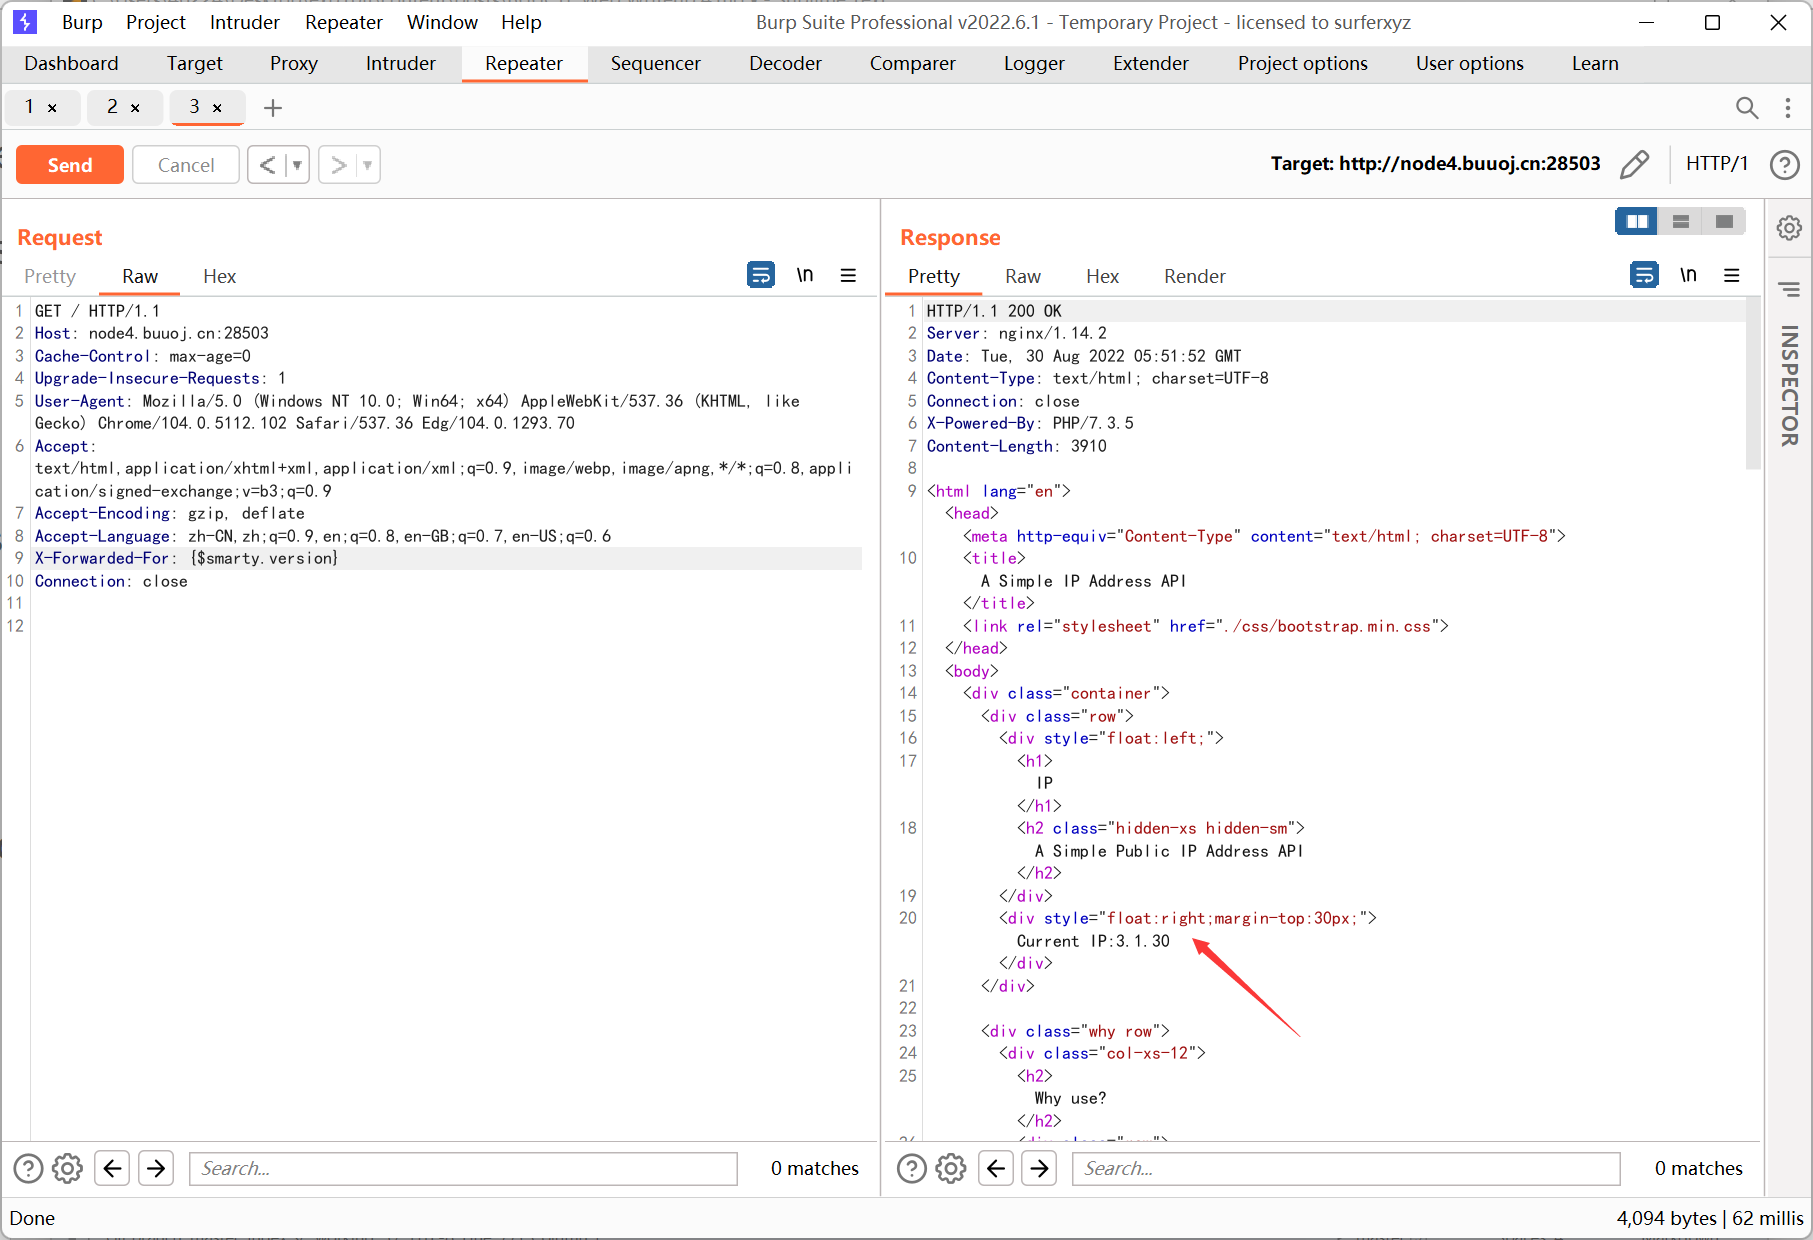 Burp Project Intruder Repeater Window Help Burp Suite Professional v2022.6.1 - Temporary Project - licensed to surferxyz
Dashboard Target Proxy Intruder Repeater Sequencer Decoder Comparer Logger Extender Project options User options Learn
1 × 2 × 3 ×
Send Cancel Target: http://node4.buuoj.cn:28503 HTTP/1
Request
Pretty Raw Hex \n
1 GET / HTTP/1.1
2 Host: node4.buuoj.cn:28503
3 Cache-Control: max-age=0
4 Upgrade-Insecure-Requests: 1
5 User-Agent: Mozilla/5.0 (Windows NT 10.0; Win64; x64) AppleWebKit/537.36 (KHTML, like
Gecko) Chrome/104.0.5112.102 Safari/537.36 Edg/104.0.1293.70
6 Accept:
text/html,application/xhtml+xml,application/xml;q=0.9,image/webp,image/apng,*/*;q=0.8,appli
cation/signed-exchange;v=b3;q=0.9
7 Accept-Encoding: gzip, deflate
8 Accept-Language: zh-CN,zh;q=0.9,en;q=0.8,en-GB;q=0.7,en-US;q=0.6
9 X-Forwarded-For: {$smarty.version}
10 Connection: close
11
12
Search...
0 matches
Response
Pretty Raw Hex Render \n
1 HTTP/1.1 200 OK
2 Server: nginx/1.14.2
3 Date: Tue, 30 Aug 2022 05:51:52 GMT
4 Content-Type: text/html; charset=UTF-8
5 Connection: close
6 X-Powered-By: PHP/7.3.5
7 Content-Length: 3910
8
9 <html lang="en">
<head>
<meta http-equiv="Content-Type" content="text/html; charset=UTF-8">
10 <title>
A Simple IP Address API
</title>
11 <link rel="stylesheet" href="./css/bootstrap.min.css">
12 </head>
13 <body>
14 <div class="container">
15 <div class="row">
16 <div style="float:left;">
17 <h1>
IP
</h1>
18 <h2 class="hidden-xs hidden-sm">
A Simple Public IP Address API
</h2>
19 </div>
20 <div style="float:right;margin-top:30px;">
Current IP:3.1.30
</div>
21 </div>
22
23 <div class="why row">
24 <div class="col-xs-12">
25 <h2>
Why use?
</h2>
Search...
0 matches
INSPECTOR
Done
4,094 bytes | 62 millis